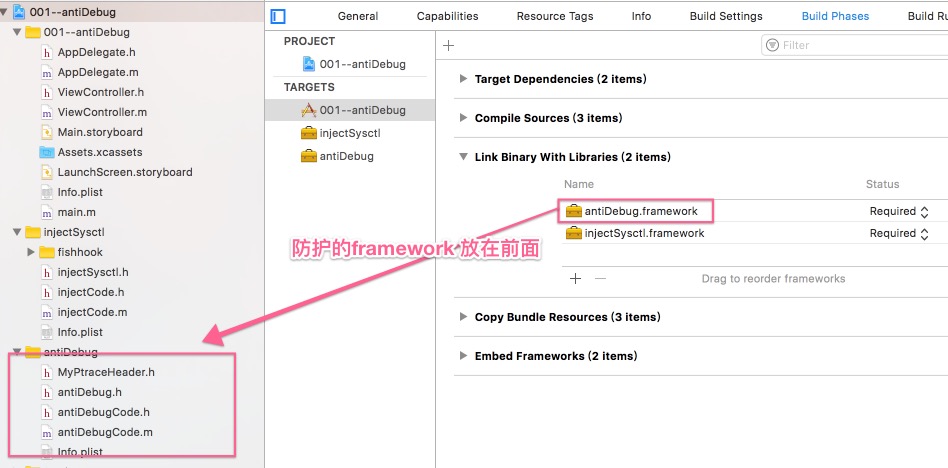 001--antiDebug
001--antiDebug
AppDelegate.h
AppDelegate.m
ViewController.h
ViewController.m
Main.storyboard
Assets.xcassets
LaunchScreen.storyboard
Info.plist
main.m
injectSysctl
fishhook
injectSysctl.h
injectCode.h
injectCode.m
Info.plist
antiDebug
MyPtraceHeader.h
antiDebug.h
antiDebugCode.h
antiDebugCode.m
Info.plist
General Capabilities Resource Tags Info Build Settings Build Phases Build Ru
PROJECT
001--antiDebug
TARGETS
001--antiDebug
injectSysctl
antiDebug
Filter
Target Dependencies (2 items)
Compile Sources (3 items)
Link Binary With Libraries (2 items)
Name Status
antiDebug.framework Required
injectSysctl.framework Required
防护的framework 放在前面
Drag to reorder frameworks
Copy Bundle Resources (3 items)
Embed Frameworks (2 items)